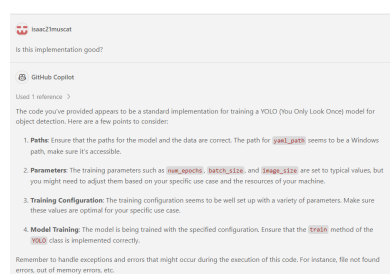 isaac21muscat
Is this implementation good?
GitHub Copilot
Used 1 reference >
The code you've provided appears to be a standard implementation for training a YOLO (You Only Look Once) model for
object detection. Here are a few points to consider:
1. Paths: Ensure that the paths for the model and the data are correct. The path for yaml_path seems to be a Windows
path, make sure it's accessible.
2. Parameters: The training parameters such as num_epochs, batch_size, and image_size are set to typical values, but
you might need to adjust them based on your specific use case and the resources of your machine.
3. Training Configuration: The training configuration seems to be well set up with a variety of parameters. Make sure
these values are optimal for your specific use case.
4. Model Training: The model is being trained with the specified configuration. Ensure that the train method of the
YOLO class is implemented correctly.
Remember to handle exceptions and errors that might occur during the execution of this code. For instance, file not found
errors, out of memory errors, etc.